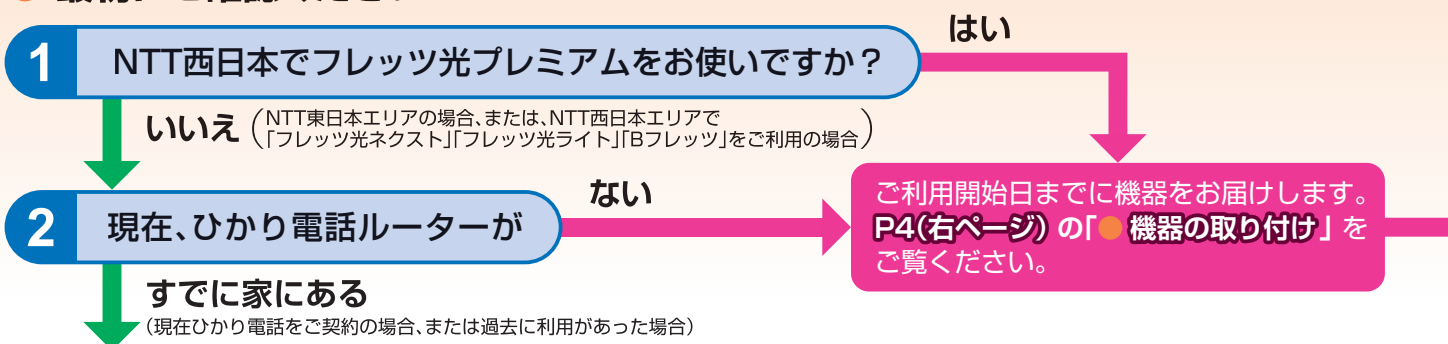 はい
1 NTT西日本でフレッツ光プレミアムをお使いですか？
いいえ（NTT東日本エリアの場合、または、NTT西日本エリアで
「フレッツ光ネクスト」「フレッツ光ライト」「Bフレッツ」をご利用の場合）
ない
2 現在、ひかり電話ルーターが
ご利用開始日までに機器をお届けします。
P4（右ページ）の「● 機器の取り付け」を
ご覧ください。
すでに家にある
（現在ひかり電話をご契約の場合、または過去に利用があった場合）